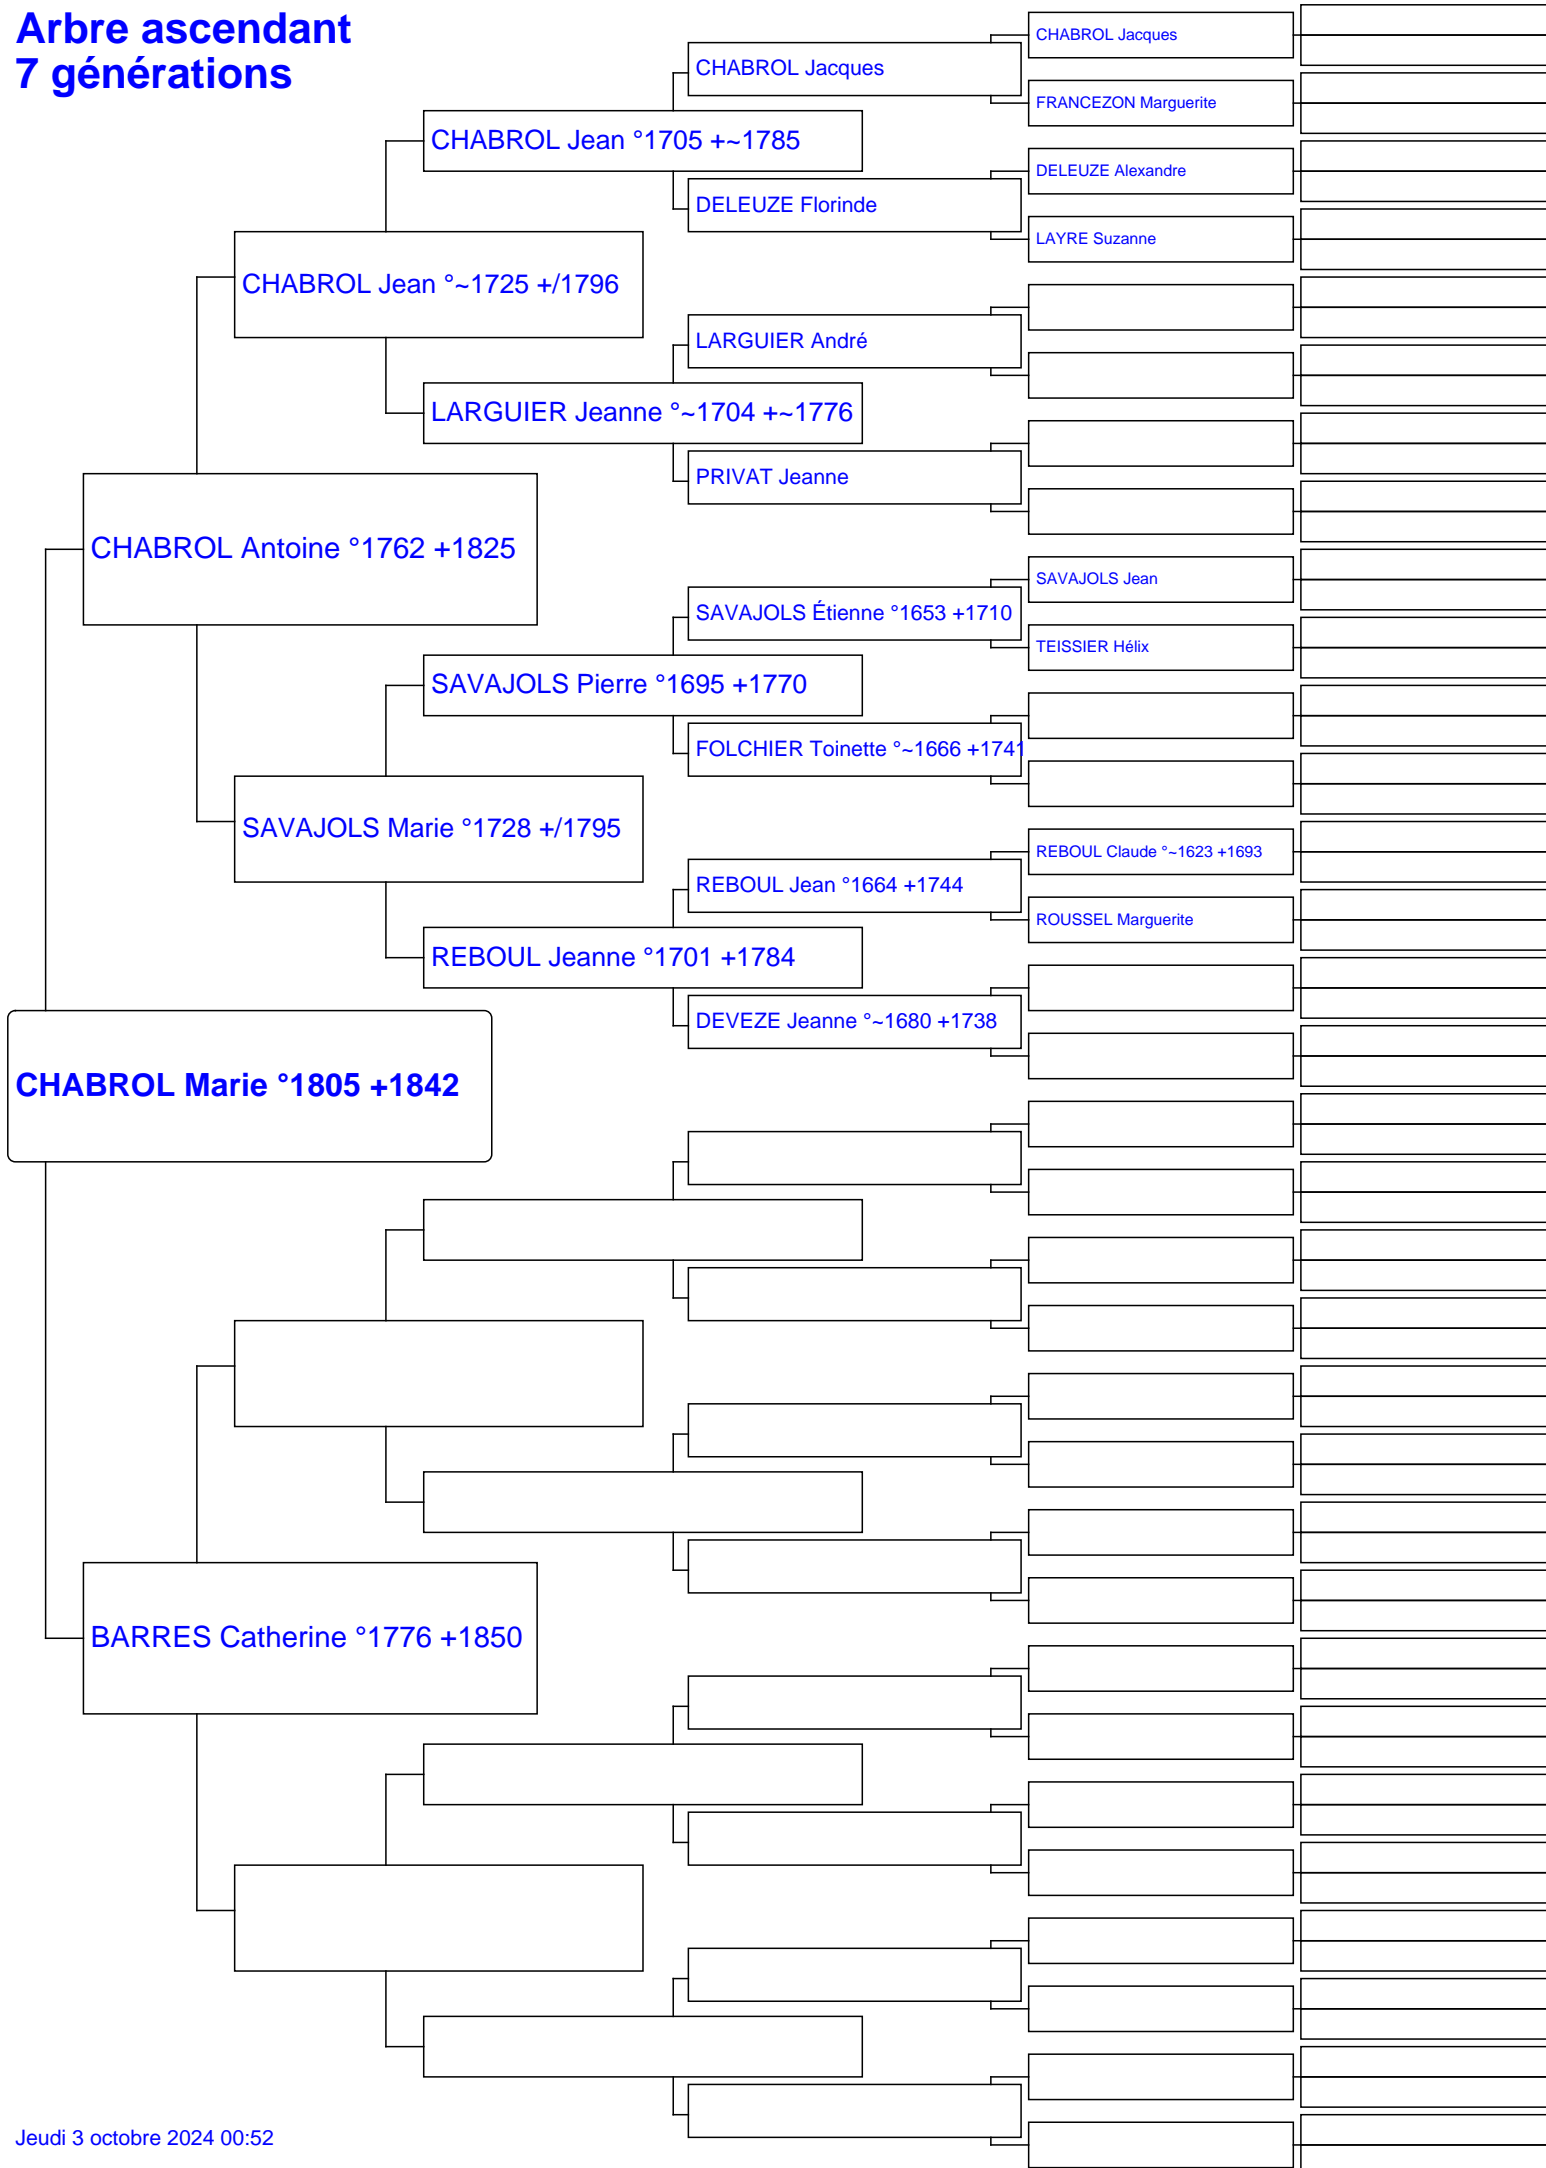 Arbre ascendant
7 générations
CHABROL Jacques
CHABROL Jacques
FRANCEZON Marguerite
CHABROL Jean °1705 +~1785
DELEUZE Alexandre
DELEUZE Florinde
LAYRE Suzanne
CHABROL Jean °~1725 +/1796
LARGUIER André
LARGUIER Jeanne °~1704 +~1776
PRIVAT Jeanne
CHABROL Antoine °1762 +1825
SAVAJOLS Jean
SAVAJOLS Étienne °1653 +1710
TEISSIER Hélix
SAVAJOLS Pierre °1695 +1770
FOLCHIER Toinette °~1666 +1741
SAVAJOLS Marie °1728 +/1795
REBOUL Claude °~1623 +1693
REBOUL Jean °1664 +1744
ROUSSEL Marguerite
REBOUL Jeanne °1701 +1784
DEVEZE Jeanne °~1680 +1738
CHABROL Marie °1805 +1842
BARRES Catherine °1776 +1850
Jeudi 3 octobre 2024 00:52